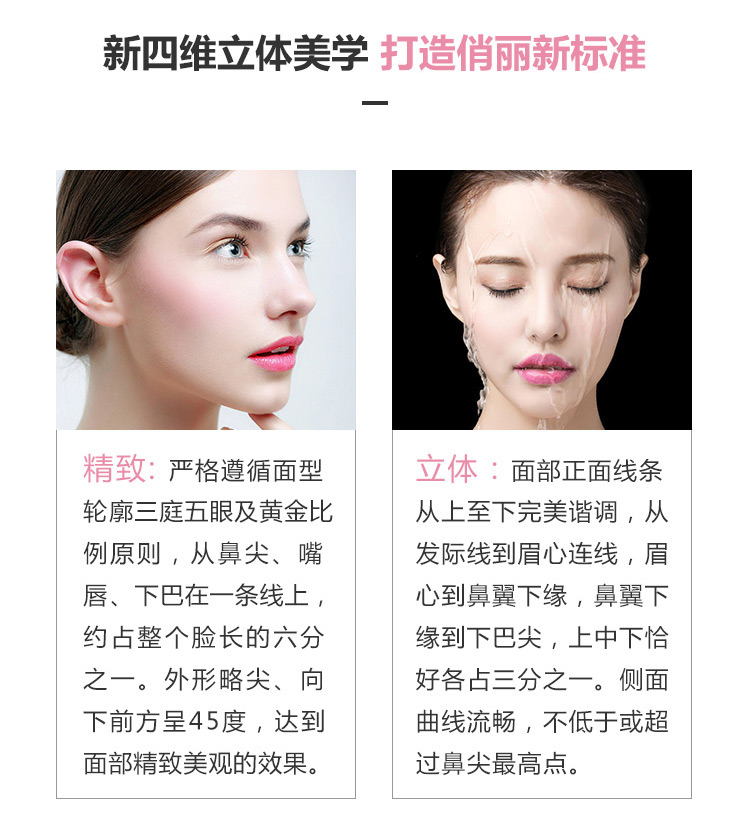 新四维立体美学 打造俏丽新标准
精致：严格遵循面型
轮廓三庭五眼及黄金比
例原则，从鼻尖、嘴
唇、下巴在一条线上，
约占整个脸长的六分
之一。外形略尖、向
下前方呈45度，达到
面部精致美观的效果。
立体：面部正面线条
从上至下完美谐调，从
发际线到眉心连线，眉
心到鼻翼下缘，鼻翼下
缘到下巴尖，上中下恰
好各占三分之一。侧面
曲线流畅，不低于或超
过鼻尖最高点。